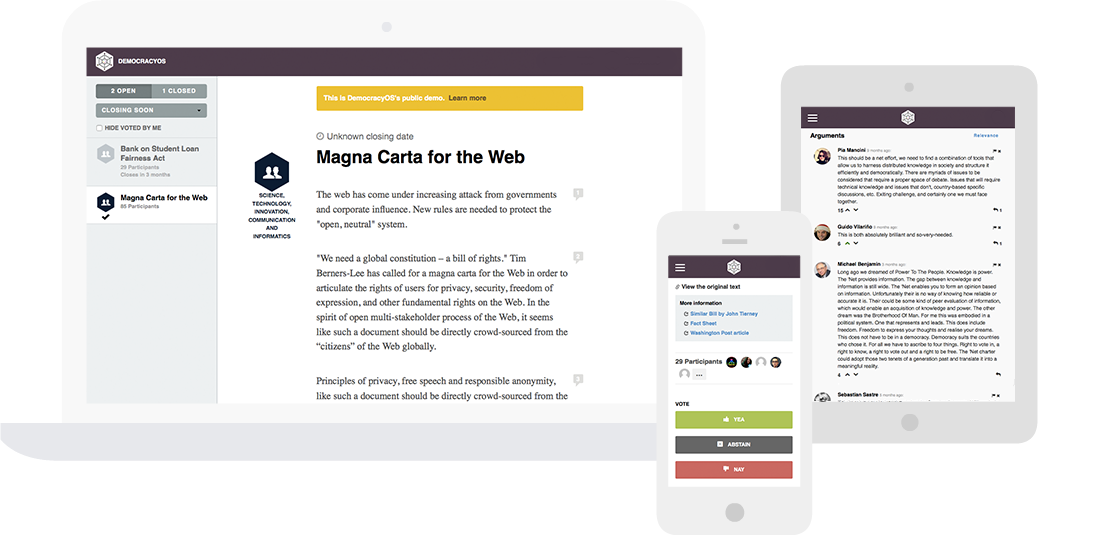 DEMOCRACYOS
2 OPEN
1 CLOSED
CLOSING SOON
HIDE VOTED BY ME
Bank on Student Loan
Fairness Act
29 Participants
Closes in 3 months
Magna Carta for the Web
85 Participants
This is DemocracyOS's public demo. Learn more
SCIENCE,
TECHNOLOGY,
INNOVATION,
COMMUNICATION
AND
INFORMATICS
Unknown closing date
Magna Carta for the Web
The web has come under increasing attack from governments
and corporate influence. New rules are needed to protect the
"open, neutral" system.
"We need a global constitution – a bill of rights." Tim
Berners-Lee has called for a magna carta for the Web in order to
articulate the rights of users for privacy, security, freedom of
expression, and other fundamental rights on the Web. In the
spirit of open multi-stakeholder process of the Web, it seems
like such a document should be directly crowd-sourced from the
“citizens” of the Web globally.
Principles of privacy, free speech and responsible anonymity,
like such a document should be directly crowd-sourced from the
View the original text
More information
Similar Bill by John Tierney
Fact Sheet
Washington Post article
29 Participants
...
VOTE
YEA
ABSTAIN
NAY
Arguments
Relevance
Pia Mancini 5 months ago
This should be a net effort, we need to find a combination of tools that
allow us to harness distributed knowledge in society and structure it
efficiently and democratically. There are myriads of issues to be
considered that require a proper space of debate. Issues that will require
technical knowledge and issues that don't, country-based specific
discussions, etc. Exiting challenge, and certainly one we must face
together.
15
1
Guido Vilariño
This is both absolutely brilliant and so-very-needed.
6
1
Michael Benjamin 5 months ago
Long ago we dreamed of Power To The People. Knowledge is power.
The 'Net provides information. The gap between knowledge and
information is still wide. The 'Net enables you to form an opinion based
on information. Unfortunately their is no way of knowing how reliable or
accurate it is. Their could be some kind of peer evaluation of information,
which would enable an acquisition of knowledge and power. The other
dream was the Brotherhood Of Man. For me this was embodied in a
political system. One that represents and leads. This does include
freedom. Freedom to express your thoughts and realise your dreams.
This does not have to be in a democracy. Democracy suits the countries
who chose it. For all we have to ascribe to four things. Right to vote in, a
right to know, a right to vote out and a right to be free. The 'Net charter
could adopt those two tenets of a generation past and translate it into a
meaningful reality.
4
Sebastian Sastre